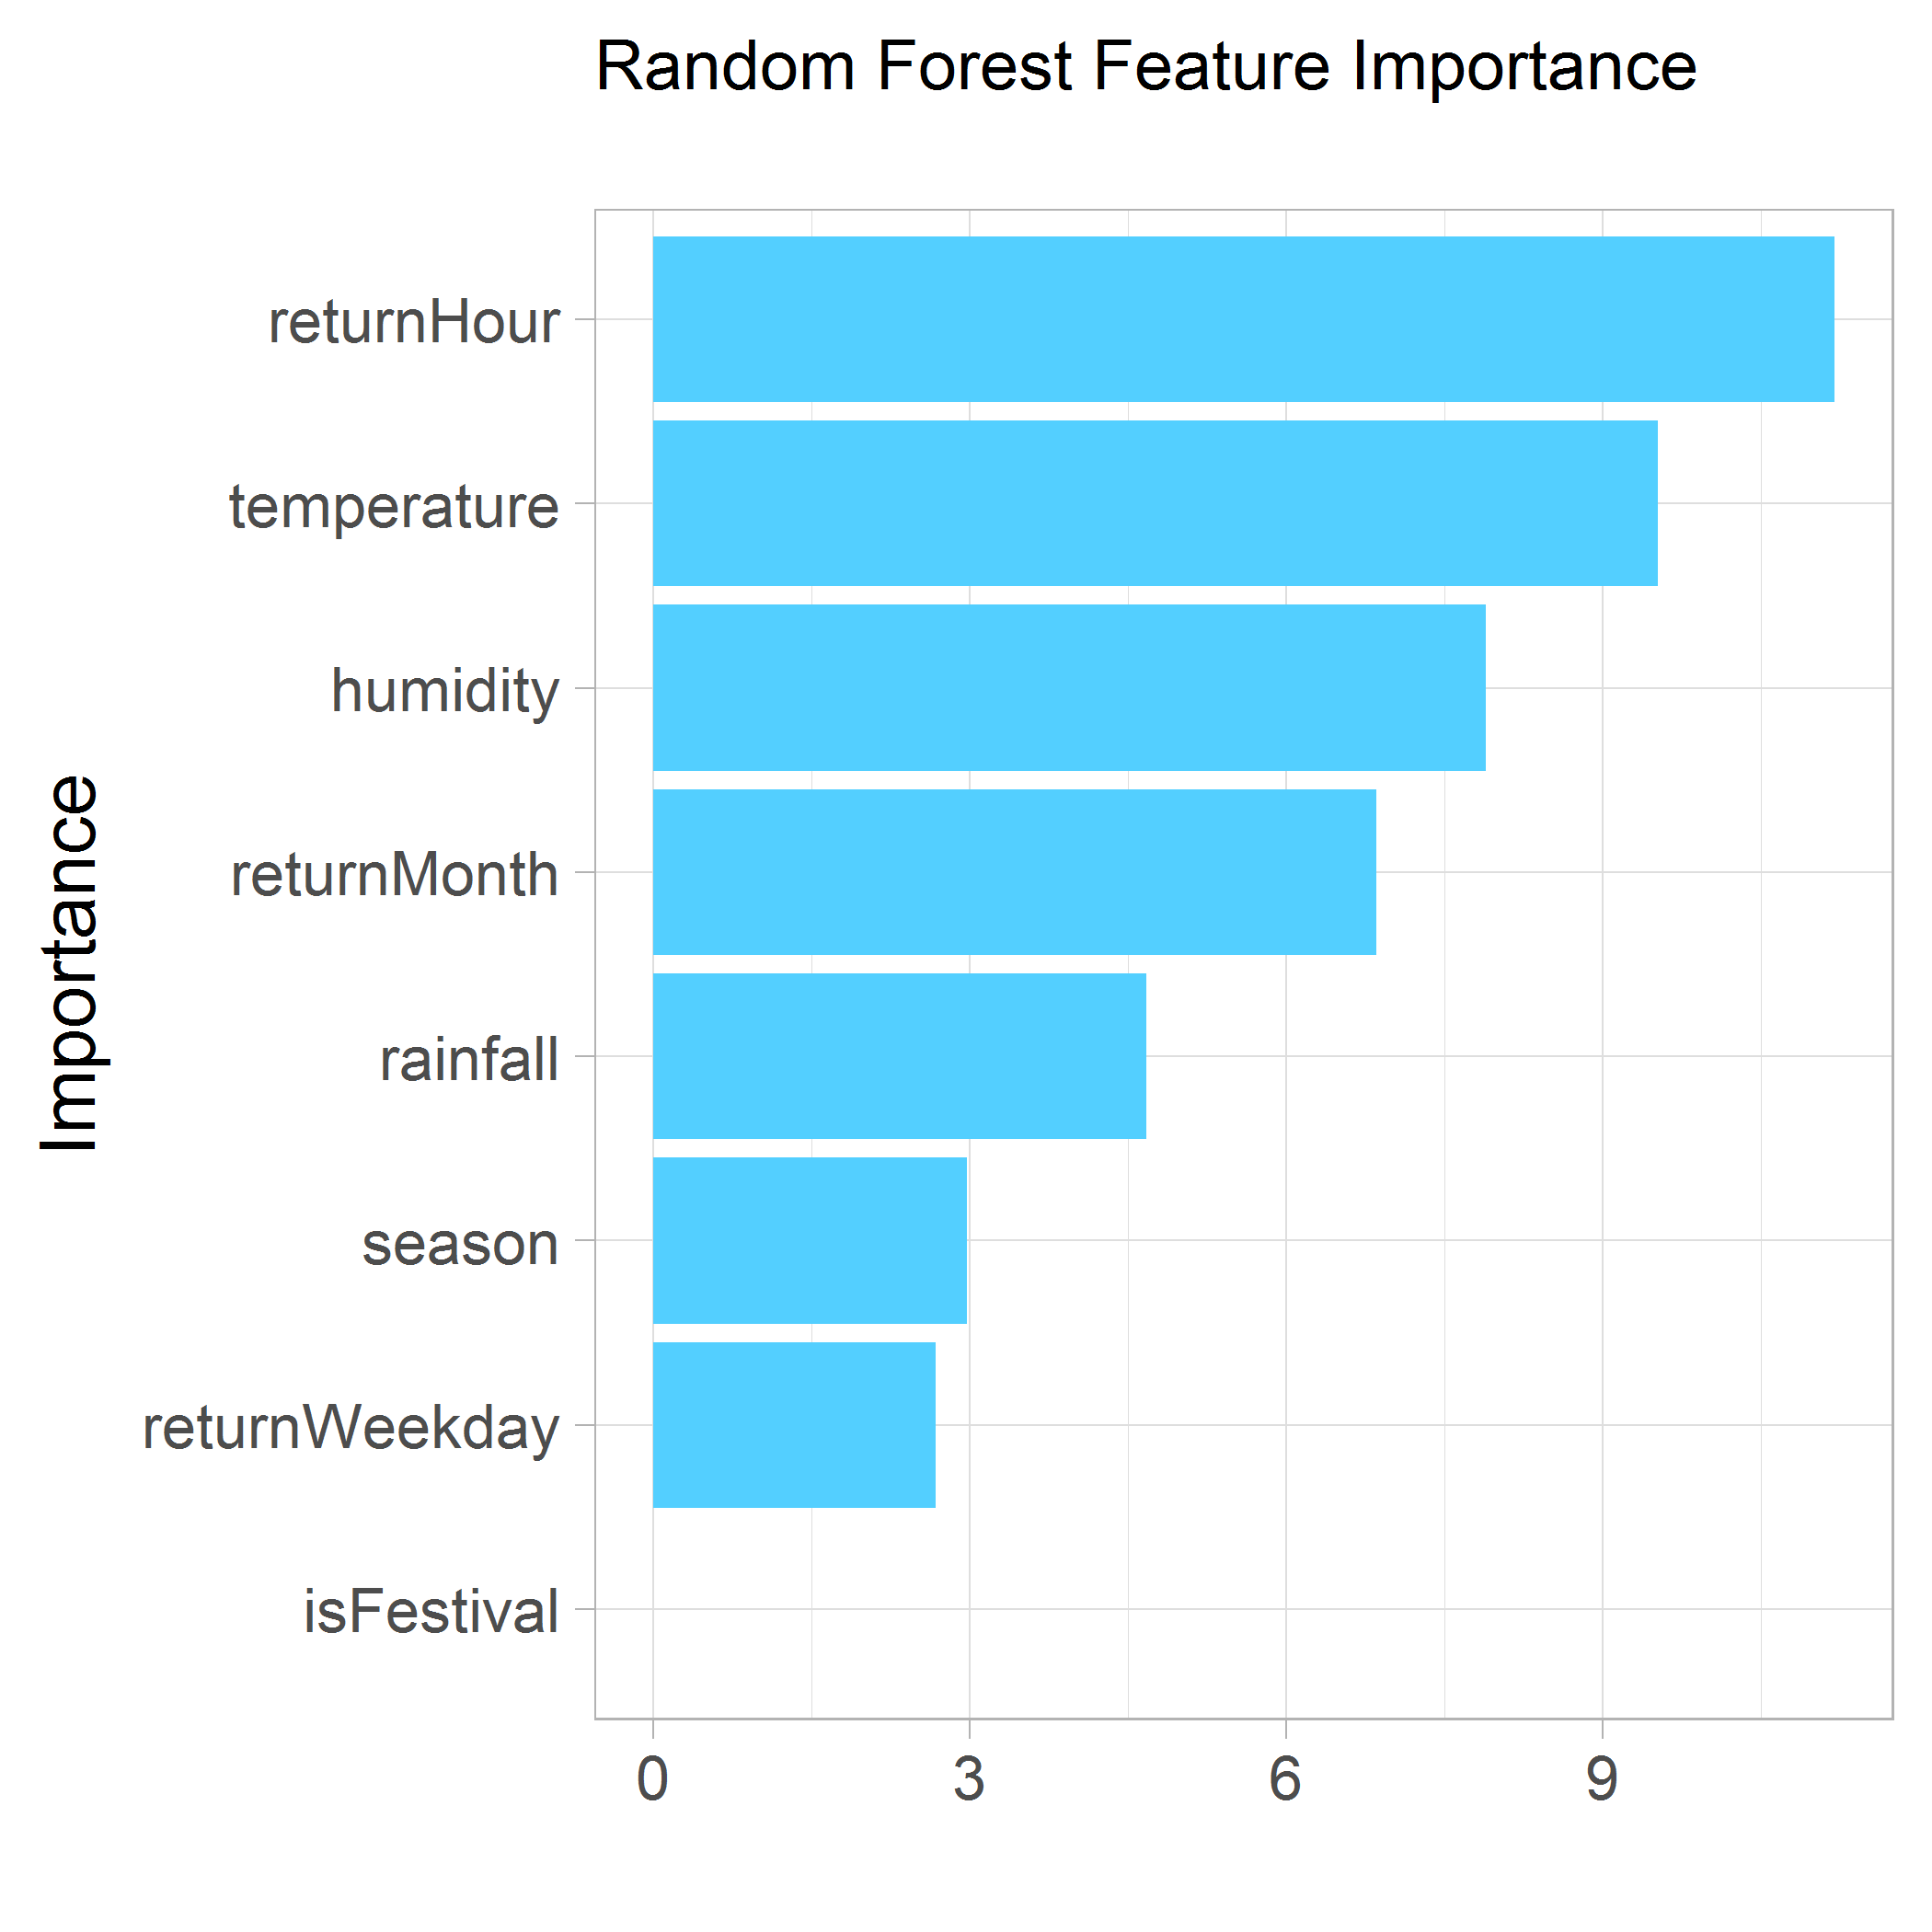 Random Forest Feature Importance
Importance
returnHour
temperature
humidity
returnMonth
rainfall
season
returnWeekday
isFestival
0 3 6 9